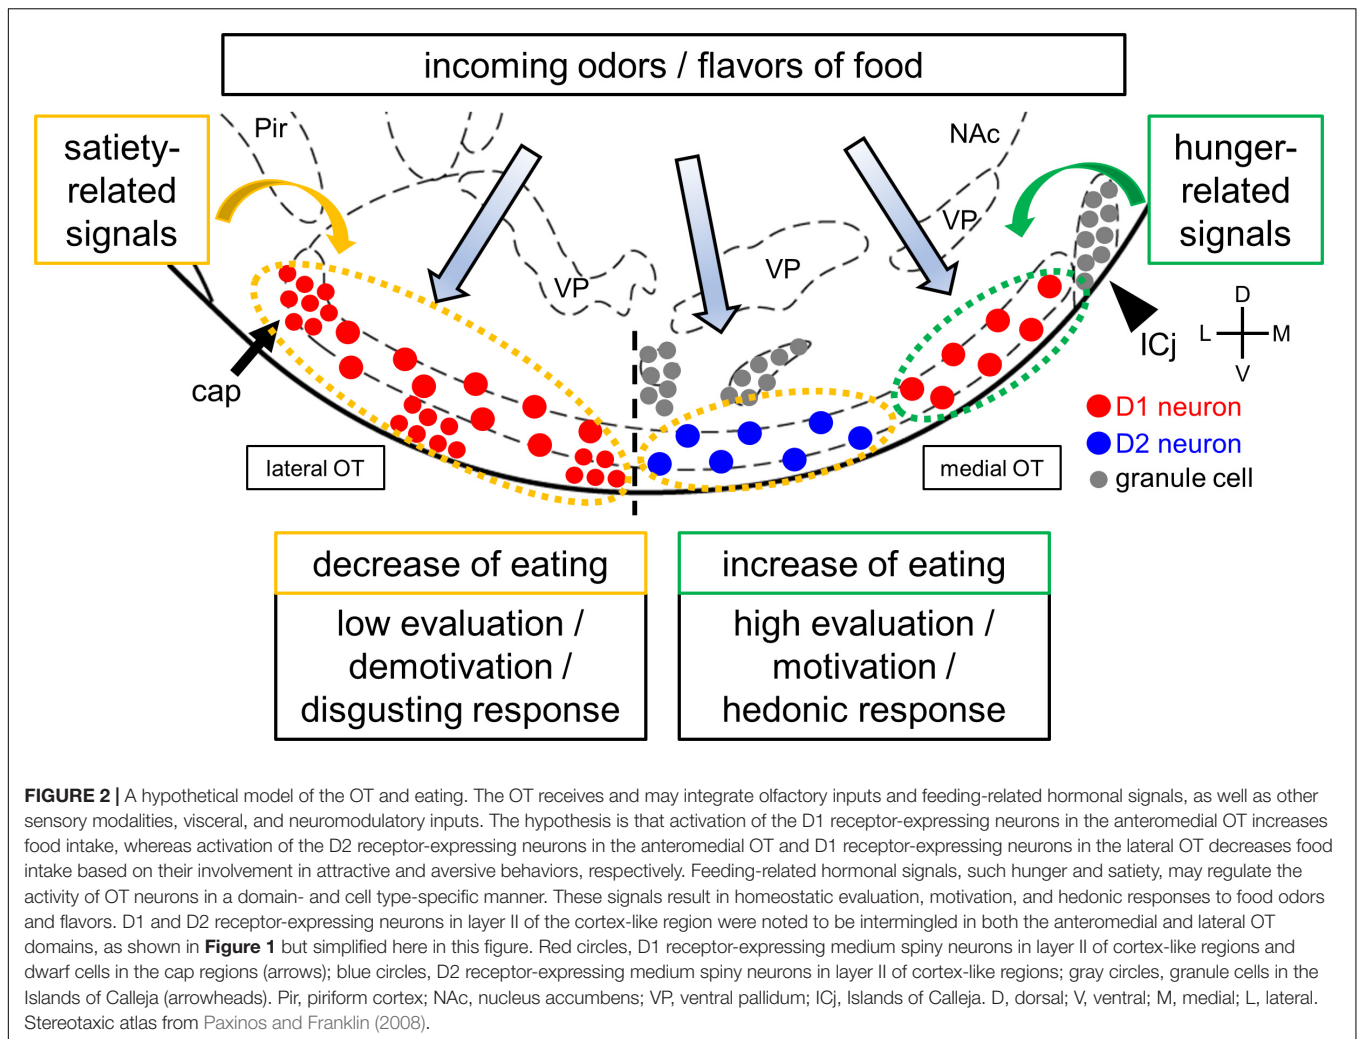 incoming odors / flavors of food
satiety-
related
signals
Pir
NAc
hunger-
related
signals
VP
VP
VP
cap
ICj
D
L
M
V
D1 neuron
D2 neuron
granule cell
lateral OT
medial OT
decrease of eating
low evaluation /
demotivation /
disgusting response
increase of eating
high evaluation /
motivation /
hedonic response
FIGURE 2 | A hypothetical model of the OT and eating. The OT receives and may integrate olfactory inputs and feeding-related hormonal signals, as well as other
sensory modalities, visceral, and neuromodulatory inputs. The hypothesis is that activation of the D1 receptor-expressing neurons in the anteromedial OT increases
food intake, whereas activation of the D2 receptor-expressing neurons in the anteromedial OT and D1 receptor-expressing neurons in the lateral OT decreases food
intake based on their involvement in attractive and aversive behaviors, respectively. Feeding-related hormonal signals, such hunger and satiety, may regulate the
activity of OT neurons in a domain- and cell type-specific manner. These signals result in homeostatic evaluation, motivation, and hedonic responses to food odors
and flavors. D1 and D2 receptor-expressing neurons in layer II of the cortex-like region were noted to be intermingled in both the anteromedial and lateral OT
domains, as shown in Figure 1 but simplified here in this figure. Red circles, D1 receptor-expressing medium spiny neurons in layer II of cortex-like regions and
dwarf cells in the cap regions (arrows); blue circles, D2 receptor-expressing medium spiny neurons in layer II of cortex-like regions; gray circles, granule cells in the
Islands of Calleja (arrowheads). Pir, piriform cortex; NAc, nucleus accumbens; VP, ventral pallidum; ICj, Islands of Calleja. D, dorsal; V, ventral; M, medial; L, lateral.
Stereotaxic atlas from Paxinos and Franklin (2008).